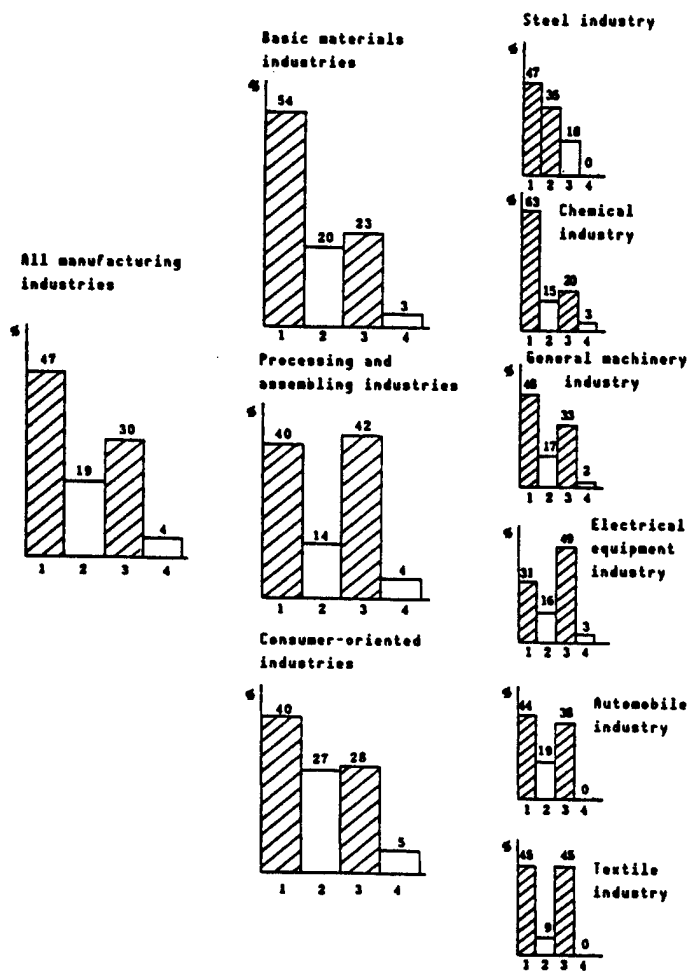 All manufacturing
industries
%
47
19
30
4
1 2 3 4
Basic materials
industries
%
54
20
23
3
1 2 3 4
Processing and
assembling industries
%
40
14
42
4
1 2 3 4
Consumer-oriented
industries
%
40
27
28
5
1 2 3 4
Steel industry
%
47
35
18
0
1 2 3 4
Chemical
industry
%
63
15
20
3
1 2 3 4
General machinery
industry
%
17
33
2
1 2 3 4
Electrical
equipment
industry
%
31
16
49
3
1 2 3 4
Automobile
industry
%
44
19
0
1 2 3 4
Textile
industry
%
45
9
45
0
1 2 3 4